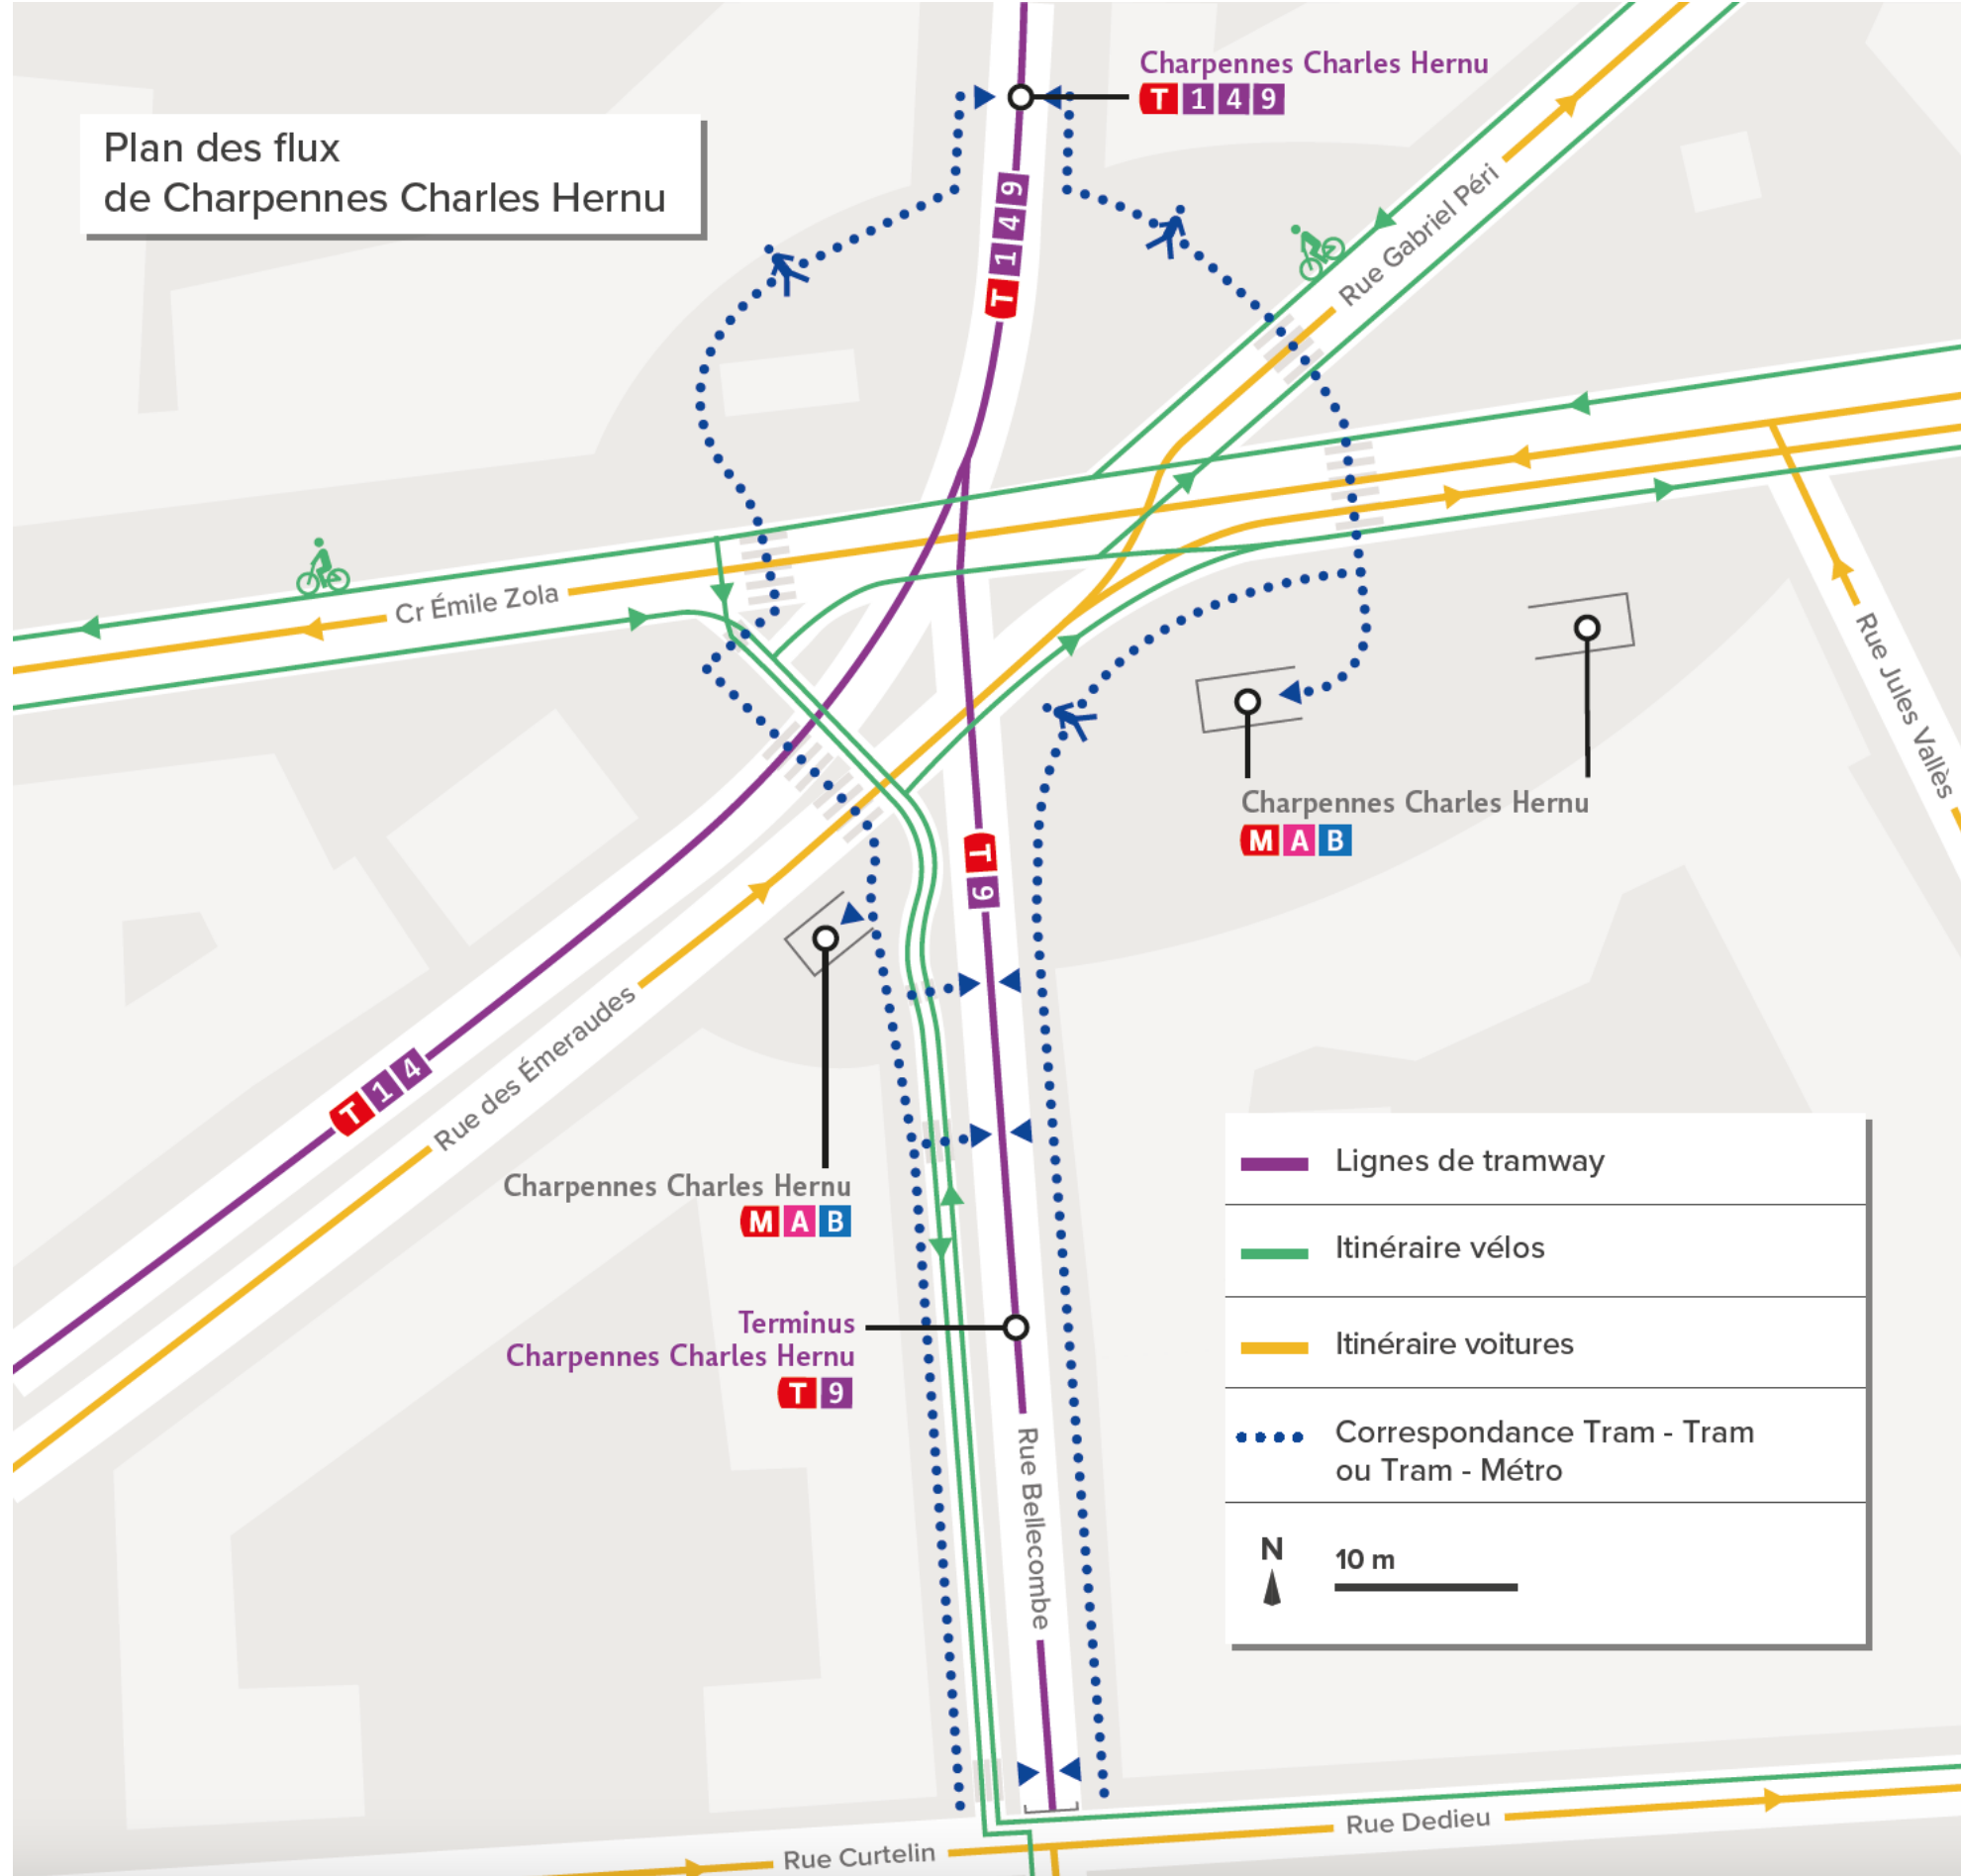 Plan des flux
de Charpennes Charles Hernu
Charpennes Charles Hernu
T 1 4 9
T 1 4 9
Rue Gabriel Péri
Cr Émile Zola
Rue Jules Vallès
Charpennes Charles Hernu
M A B
T 9
T 1 4
Rue des Émeraudes
Charpennes Charles Hernu
M A B
Terminus
Charpennes Charles Hernu
T 9
Rue Bellecombe
Lignes de tramway
Itinéraire vélos
Itinéraire voitures
Correspondance Tram - Tram
ou Tram - Métro
N
10 m
Rue Dedieu
Rue Curtelin